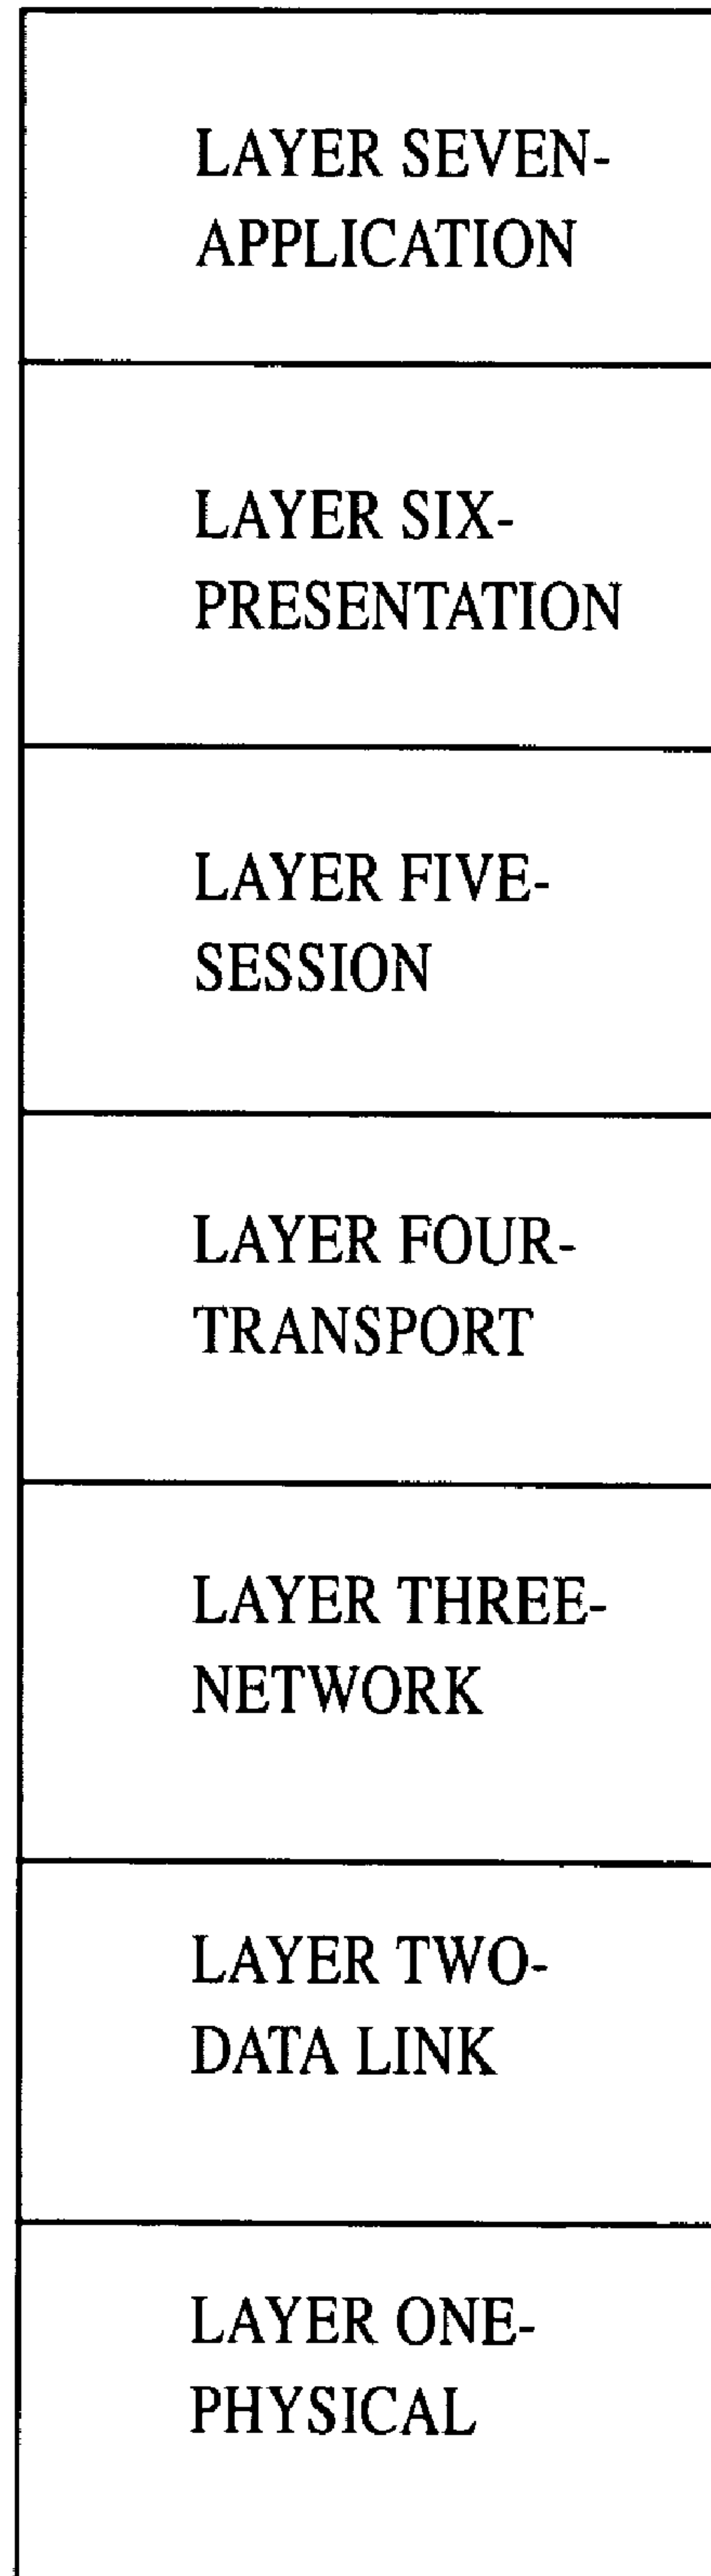 LAYER SEVEN-
APPLICATION
LAYER SIX-
PRESENTATION
LAYER FIVE-
SESSION
LAYER FOUR-
TRANSPORT
LAYER THREE-
NETWORK
LAYER TWO-
DATA LINK
LAYER ONE-
PHYSICAL